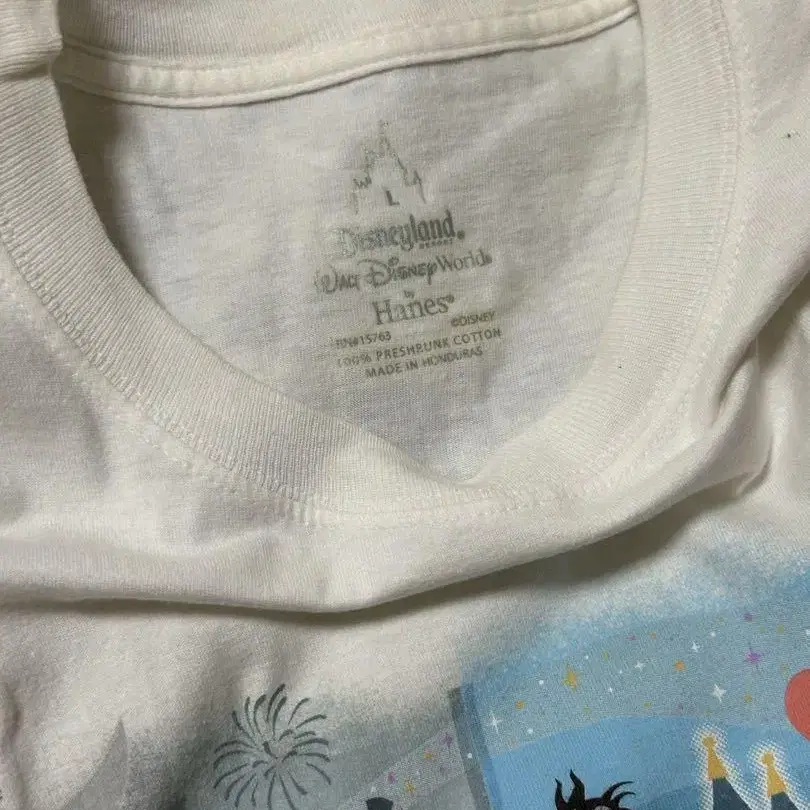 L
Disneyland®
RESORT
Walt Disney World®
by
Hanes®
©DISNEY
RN#15763
100% PRESHRUNK COTTON
MADE IN HONDURAS